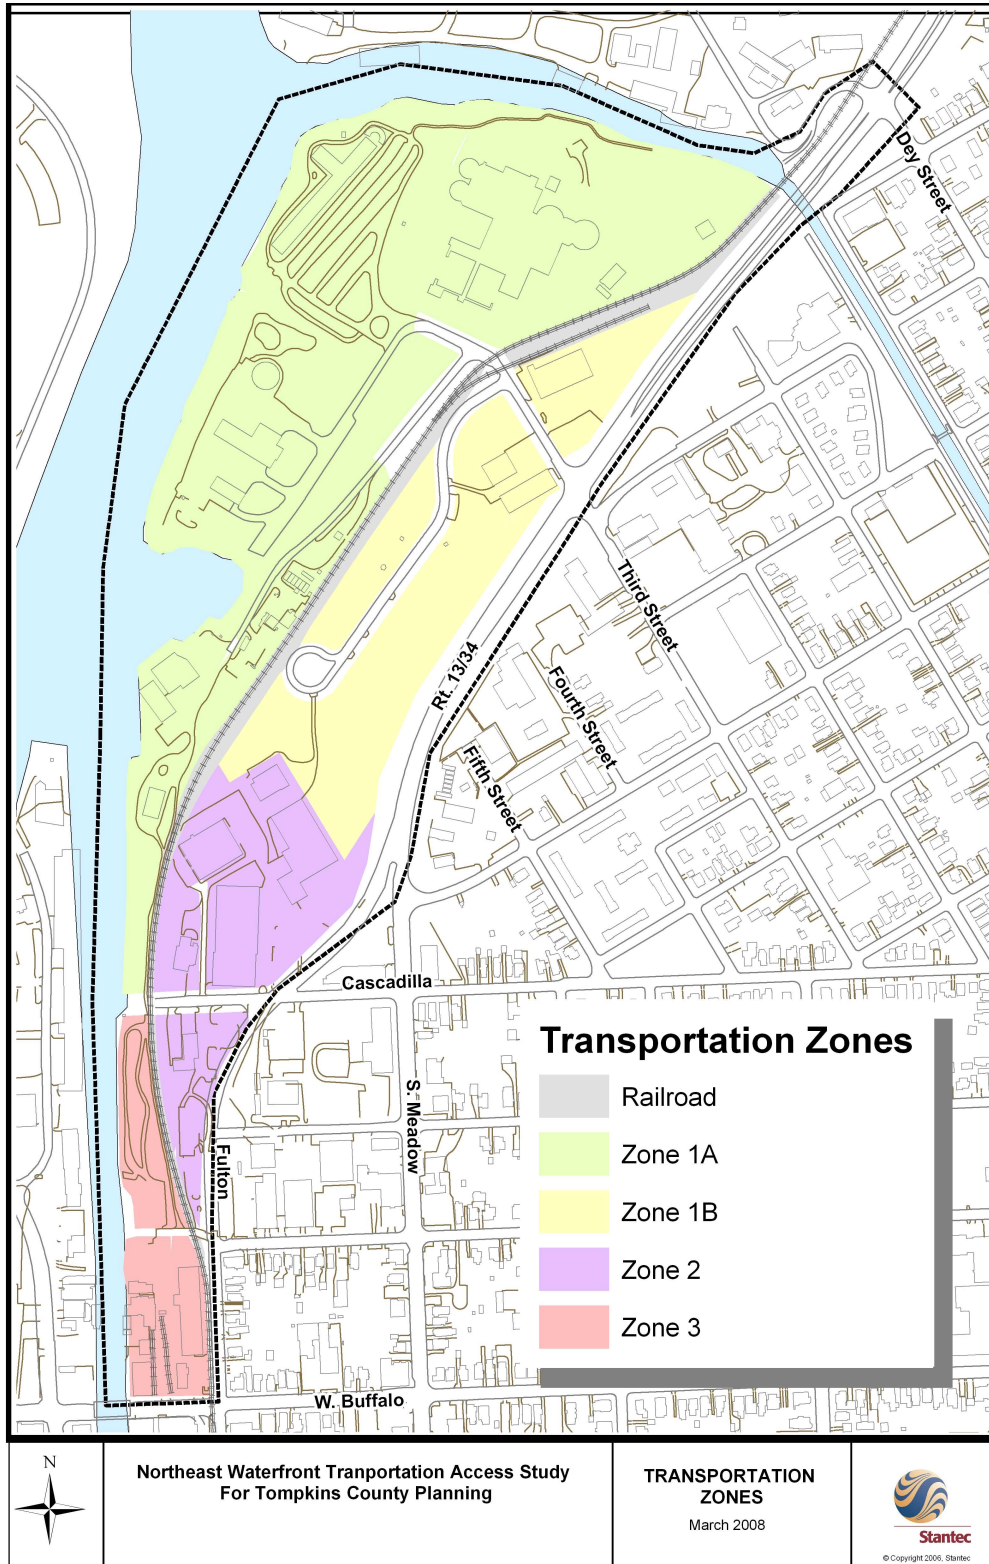 Dey Street
Third Street
Rt. 13/34
Fourth Street
Fifth Street
Cascadilla
S. Meadow
Fulton
W. Buffalo
Transportation Zones
Railroad
Zone 1A
Zone 1B
Zone 2
Zone 3
N
Northeast Waterfront Tranportation Access Study
For Tompkins County Planning
TRANSPORTATION
ZONES
March 2008
Stantec
© Copyright 2006, Stantec